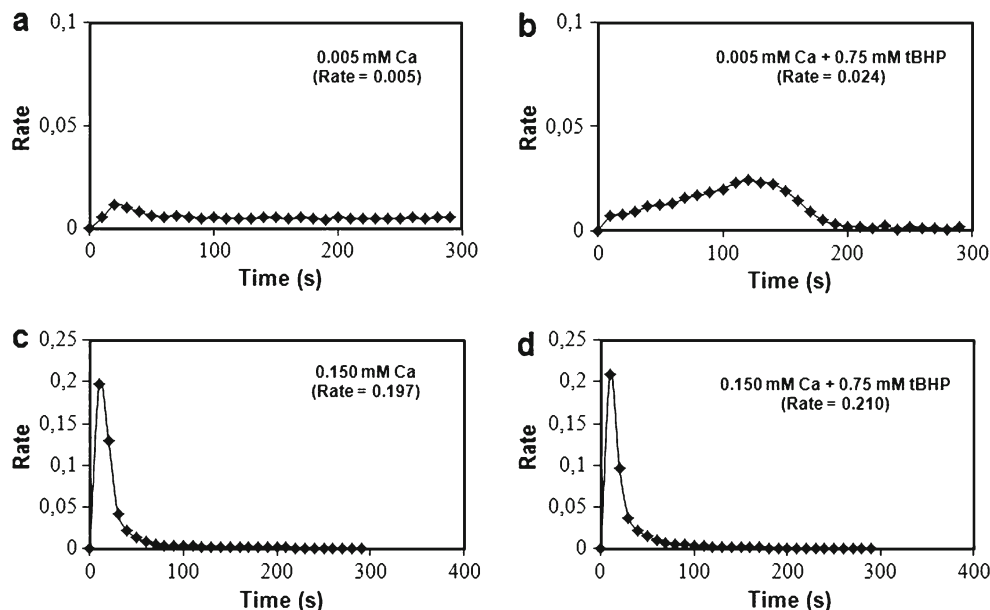 a
0,1
0,05
0
Rate
0.005 mM Ca
(Rate = 0.005)
0 100 200 300
Time (s)
b
0,1
0,05
0
Rate
0.005 mM Ca + 0.75 mM tBHP
(Rate = 0.024)
0 100 200 300
Time (s)
c
0,25
0,2
0,15
0,1
0,05
0
Rate
0.150 mM Ca
(Rate = 0.197)
0 100 200 300 400
Time (s)
d
0,25
0,2
0,15
0,1
0,05
0
Rate
0.150 mM Ca + 0.75 mM tBHP
(Rate = 0.210)
0 100 200 300 400
Time (s)